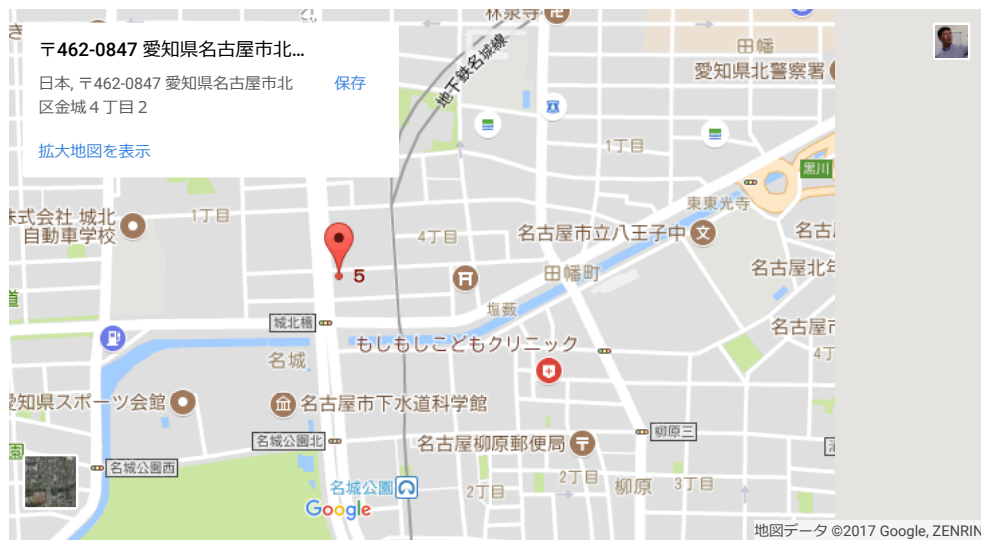 〒462-0847 愛知県名古屋市北...
日本, 〒462-0847 愛知県名古屋市北
区金城４丁目２
保存
拡大地図を表示
林泉寺
地下鉄名城線
田幡
愛知県北警察署
1丁目
黒川
東東光寺
株式会社 城北
自動車学校
1丁目
4丁目
名古屋市立八王子中
5
田幡町
名古屋北年
塩薮
城北橋
もしもしこどもクリニック
名城
4丁
愛知県スポーツ会館
名古屋市下水道科学館
城公園北
名古屋柳原郵便局
柳原三
名城公園西
名城公園
2丁目
2丁目
柳原
3丁目
Google
地図データ ©2017 Google, ZENRIN